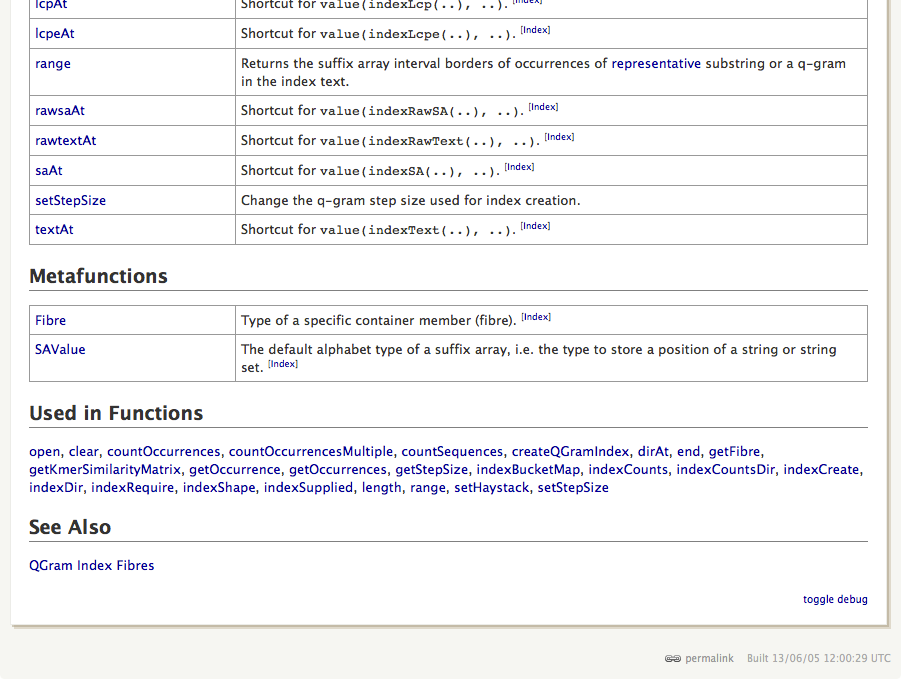 lcpAt Shortcut for value(indexLcp(..), ..). [Index]
lcpeAt Shortcut for value(indexLcpe(..), ..). [Index]
range Returns the suffix array interval borders of occurrences of representative substring or a q-gram
in the index text.
rawsaAt Shortcut for value(indexRawSA(..), ..). [Index]
rawtextAt Shortcut for value(indexRawText(..), ..). [Index]
saAt Shortcut for value(indexSA(..), ..). [Index]
setStepSize Change the q-gram step size used for index creation.
textAt Shortcut for value(indexText(..), ..). [Index]
Metafunctions
Fibre Type of a specific container member (fibre). [Index]
SAValue The default alphabet type of a suffix array, i.e. the type to store a position of a string or string
set. [Index]
Used in Functions
open, clear, countOccurrences, countOccurrencesMultiple, countSequences, createQGramIndex, dirAt, end, getFibre,
getKmerSimilarityMatrix, getOccurrence, getOccurrences, getStepSize, indexBucketMap, indexCounts, indexCountsDir, indexCreate,
indexDir, indexRequire, indexShape, indexSupplied, length, range, setHaystack, setStepSize
See Also
QGram Index Fibres
toggle debug
permalink Built 13/06/05 12:00:29 UTC